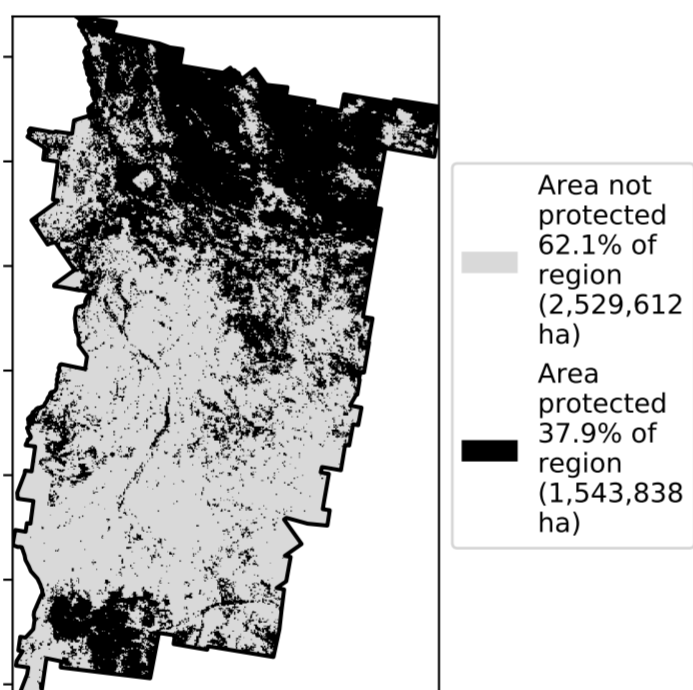 Area not
protected
62.1% of
region
(2,529,612
ha)
Area
protected
37.9% of
region
(1,543,838
ha)